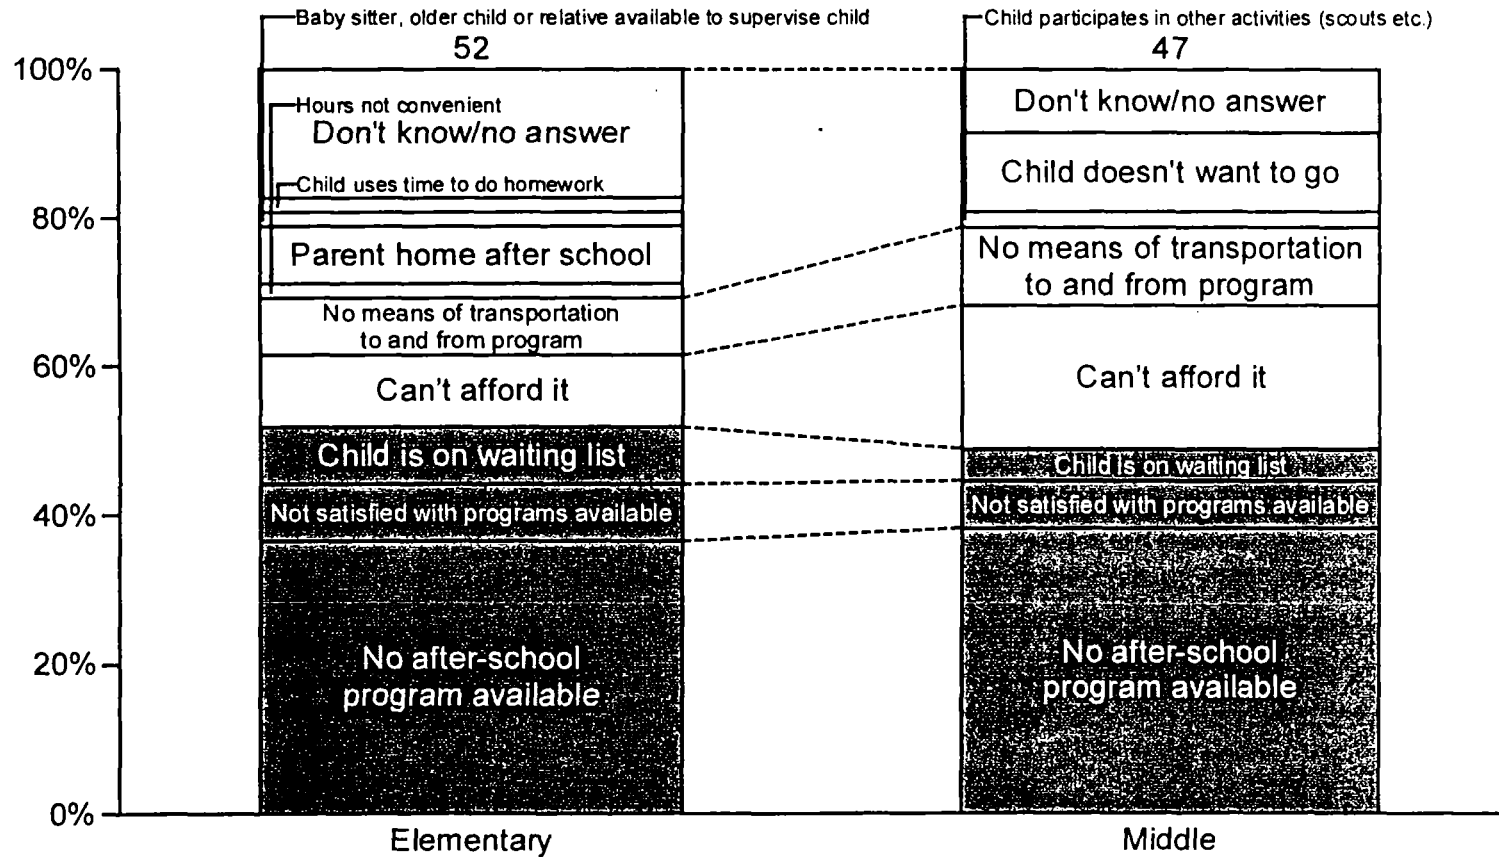 Baby sitter, older child or relative available to supervise child
52
Child participates in other activities (scouts etc.)
47
100%
80%
60%
40%
20%
0%
Hours not convenient
Don't know/no answer
Child uses time to do homework
Parent home after school
No means of transportation
to and from program
Can't afford it
Child is on waiting list
Not satisfied with programs available
No after-school
program available
Elementary
Don't know/no answer
Child doesn't want to go
No means of transportation
to and from program
Can't afford it
Child is on waiting list
Not satisfied with programs available
No after-school
program available
Middle